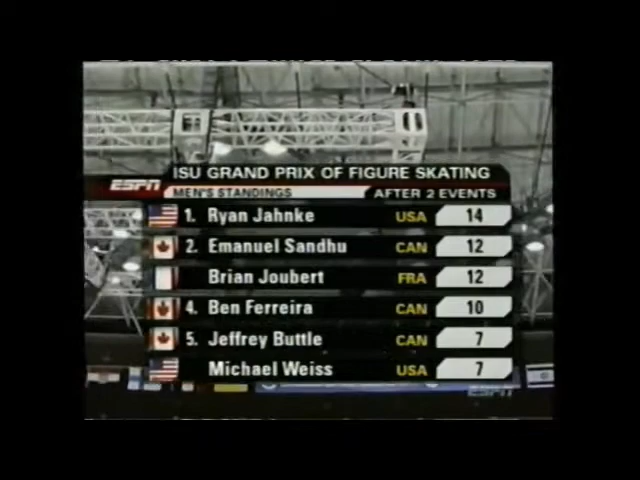 ISU GRAND PRIX OF FIGURE SKATING
ESPN MEN'S STANDINGS AFTER 2 EVENTS
1. Ryan Jahnke USA 14
2. Emanuel Sandhu CAN 12
Brian Joubert FRA 12
4. Ben Ferreira CAN 10
5. Jeffrey Buttle CAN 7
Michael Weiss USA 7
ESPN